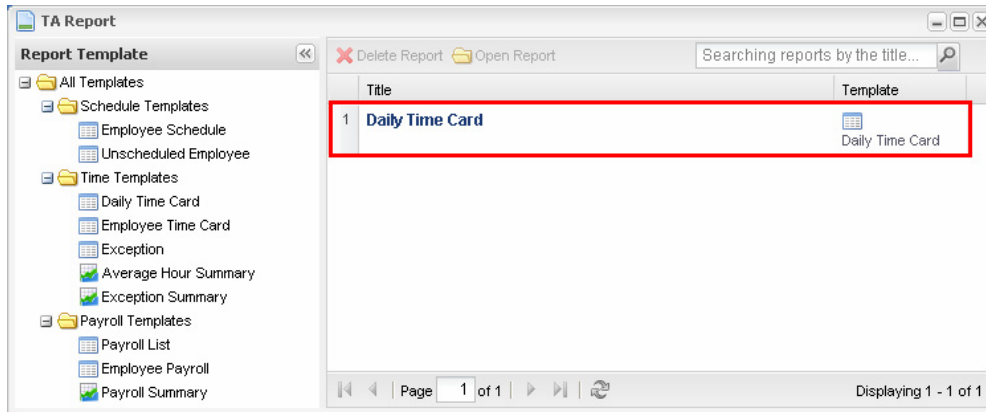 TA Report
Report Template
All Templates
Schedule Templates
Employee Schedule
Unscheduled Employee
Time Templates
Daily Time Card
Employee Time Card
Exception
Average Hour Summary
Exception Summary
Payroll Templates
Payroll List
Employee Payroll
Payroll Summary
Delete Report Open Report Searching reports by the title...
Title Template
1 Daily Time Card
Daily Time Card
Page 1 of 1 Displaying 1 - 1 of 1